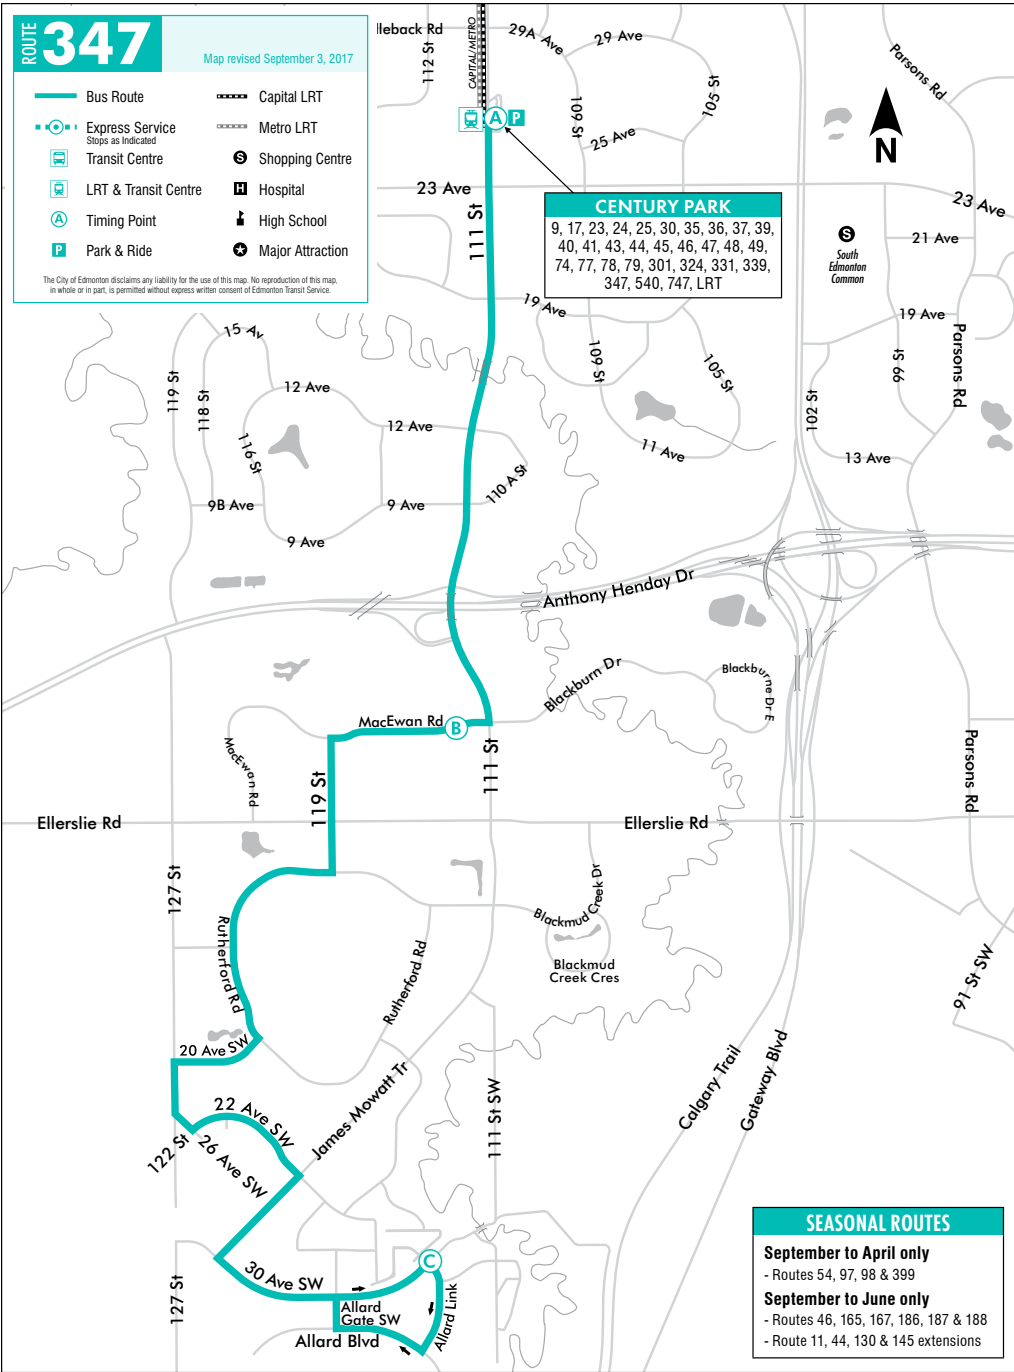 ROUTE 347
Map revised September 3, 2017
Bus Route
Express Service
Stops as Indicated
Transit Centre
LRT & Transit Centre
A Timing Point
P Park & Ride
Capital LRT
Metro LRT
S Shopping Centre
H Hospital
High School
Major Attraction
The City of Edmonton disclaims any liability for the use of this map. No reproduction of this map,
in whole or in part, is permitted without express written consent of Edmonton Transit Service.
lleback Rd
112 St
CAPITAL/METRO
29A Ave
29 Ave
109 St
105 St
25 Ave
Parsons Rd
A
P
N
23 Ave
111 St
CENTURY PARK
9, 17, 23, 24, 25, 30, 35, 36, 37, 39,
40, 41, 43, 44, 45, 46, 47, 48, 49,
74, 77, 78, 79, 301, 324, 331, 339,
347, 540, 747, LRT
23 Ave
21 Ave
S
South
Edmonton
Common
19 Ave
19 Ave
15 Av
119 St
118 St
116 St
12 Ave
12 Ave
109 St
105 St
102 St
99 St
Parsons Rd
11 Ave
13 Ave
110 A St
9B Ave
9 Ave
9 Ave
Anthony Henday Dr
Blackburn Dr
Blackburne Dr E
MacEwan Rd
B
MacEwan Rd
119 St
111 St
Parsons Rd
Ellerslie Rd
Ellerslie Rd
127 St
Rutherford Rd
Rutherford Rd
Blackmud Creek Dr
Blackmud
Creek Cres
91 St SW
20 Ave SW
22 Ave SW
James Mowatt Tr
111 St SW
Calgary Trail
Gateway Blvd
122 St
26 Ave SW
127 St
30 Ave SW
C
Allard
Gate SW
Allard Link
Allard Blvd
SEASONAL ROUTES
September to April only
- Routes 54, 97, 98 & 399
September to June only
- Routes 46, 165, 167, 186, 187 & 188
- Route 11, 44, 130 & 145 extensions